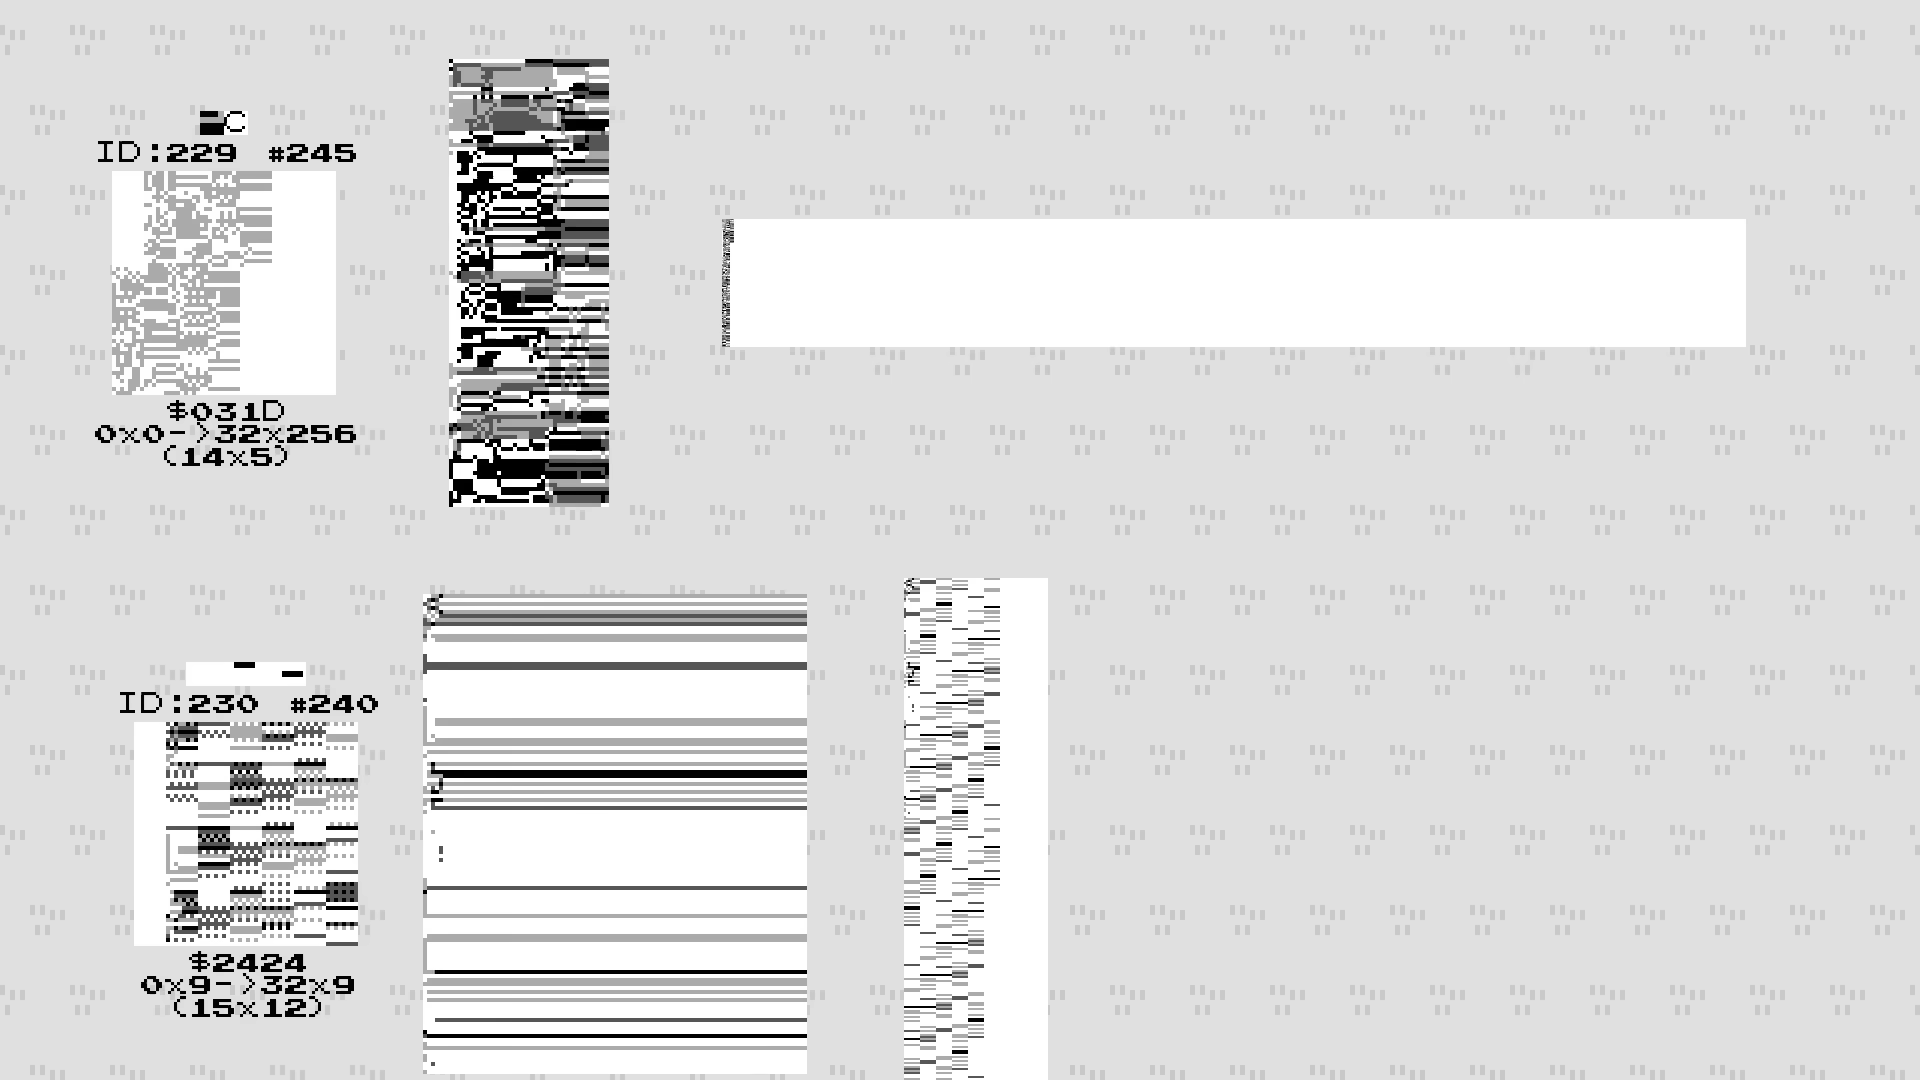 ID:229 #245
$031D
0x0->32x256
(14x5)
ID:230 #240
$2424
0x9->32x9
(15x12)